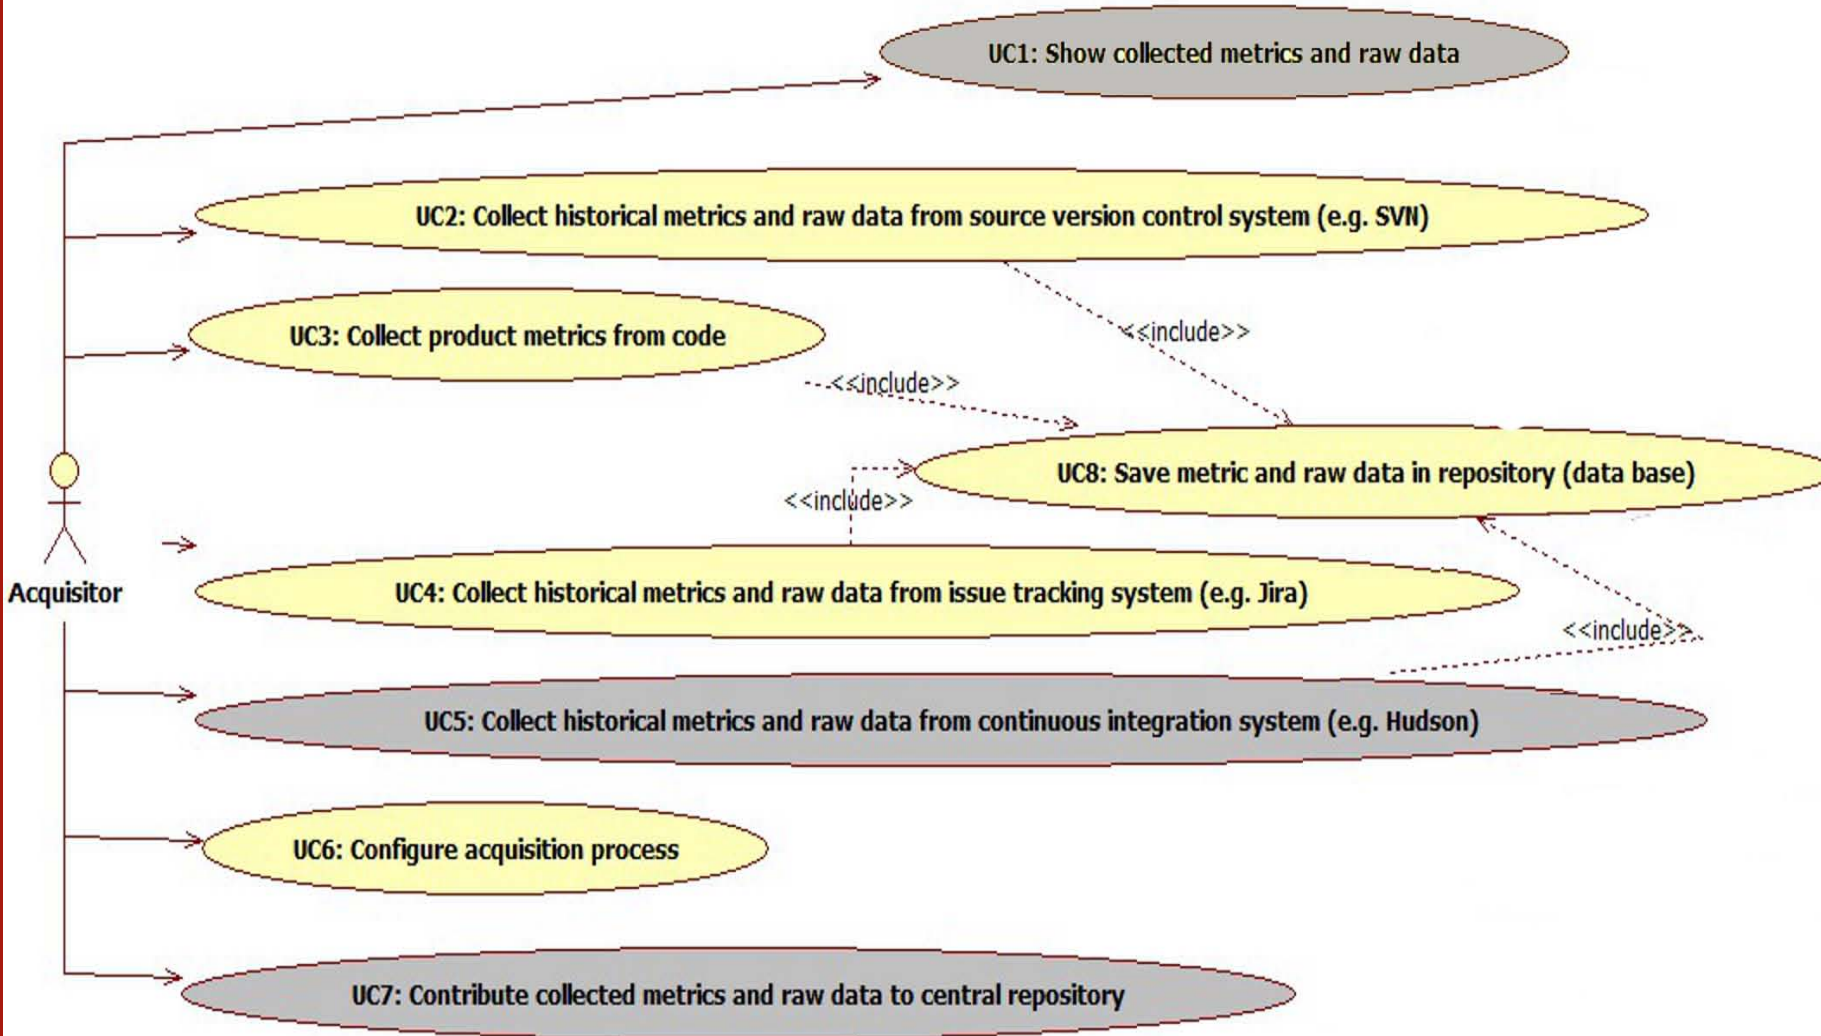 UC1: Show collected metrics and raw data
UC2: Collect historical metrics and raw data from source version control system (e.g. SVN)
<<include>>
UC3: Collect product metrics from code
<<include>>
UC8: Save metric and raw data in repository (data base)
<<include>>
Acquisitor
UC4: Collect historical metrics and raw data from issue tracking system (e.g. Jira)
<<include>>
UC5: Collect historical metrics and raw data from continuous integration system (e.g. Hudson)
UC6: Configure acquisition process
UC7: Contribute collected metrics and raw data to central repository